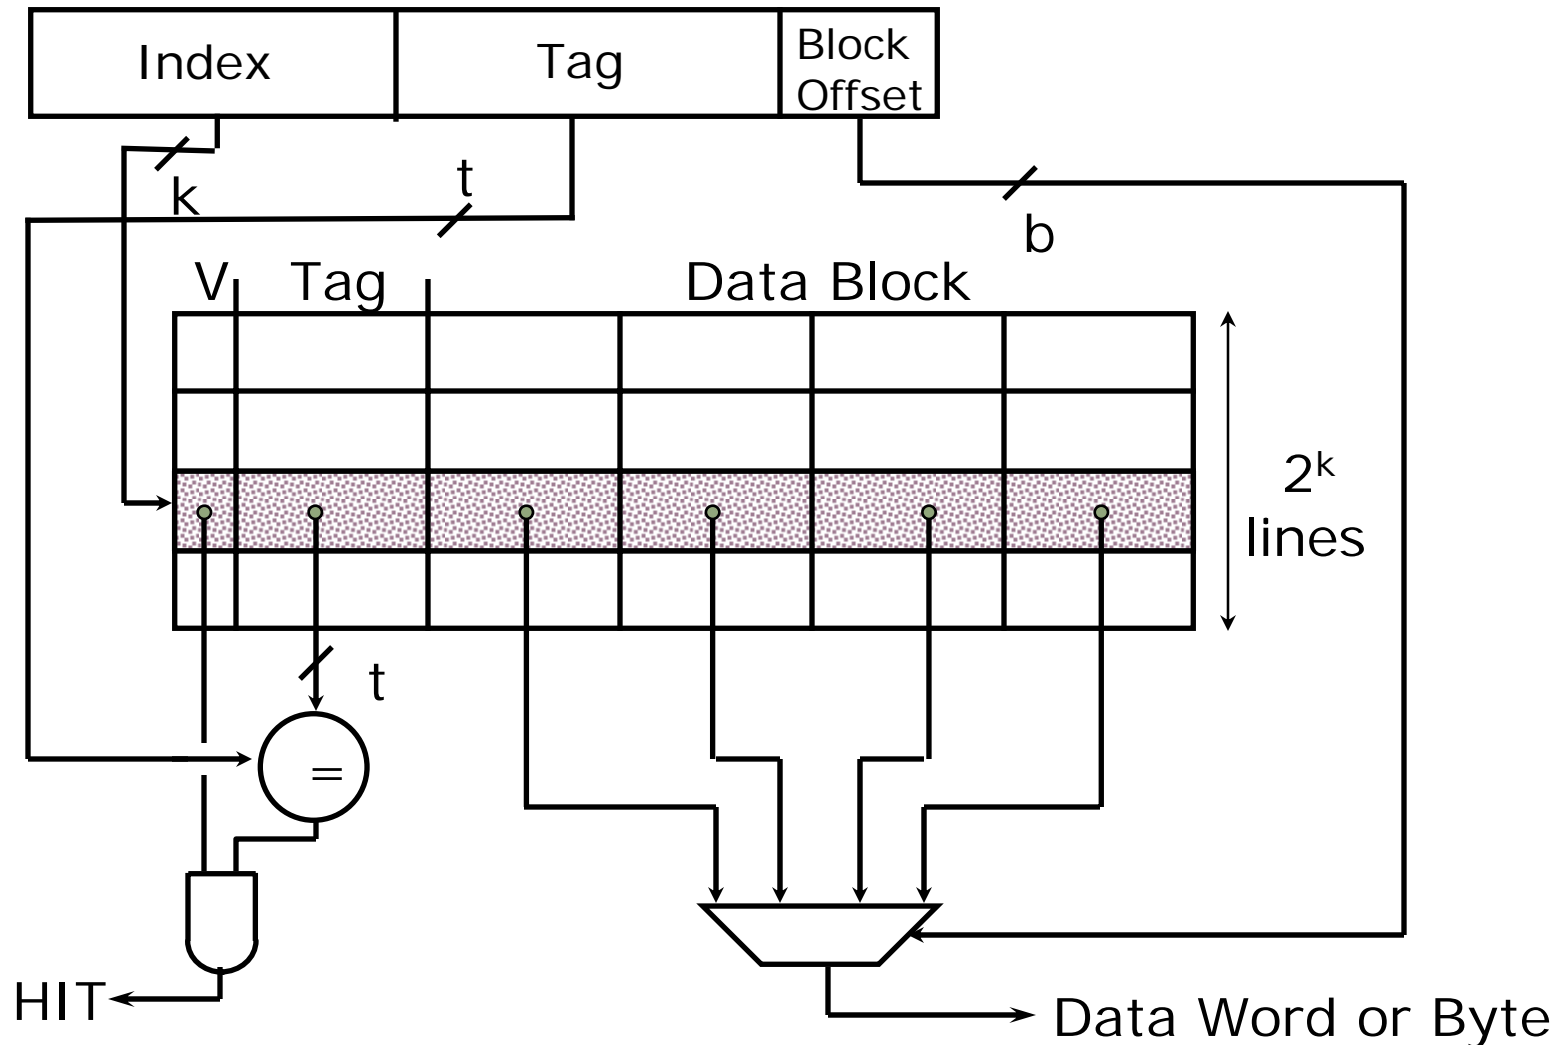 Index
Tag
Block
Offset
k
t
b
V
Tag
Data Block
2ᵏ
lines
t
=
HIT
Data Word or Byte